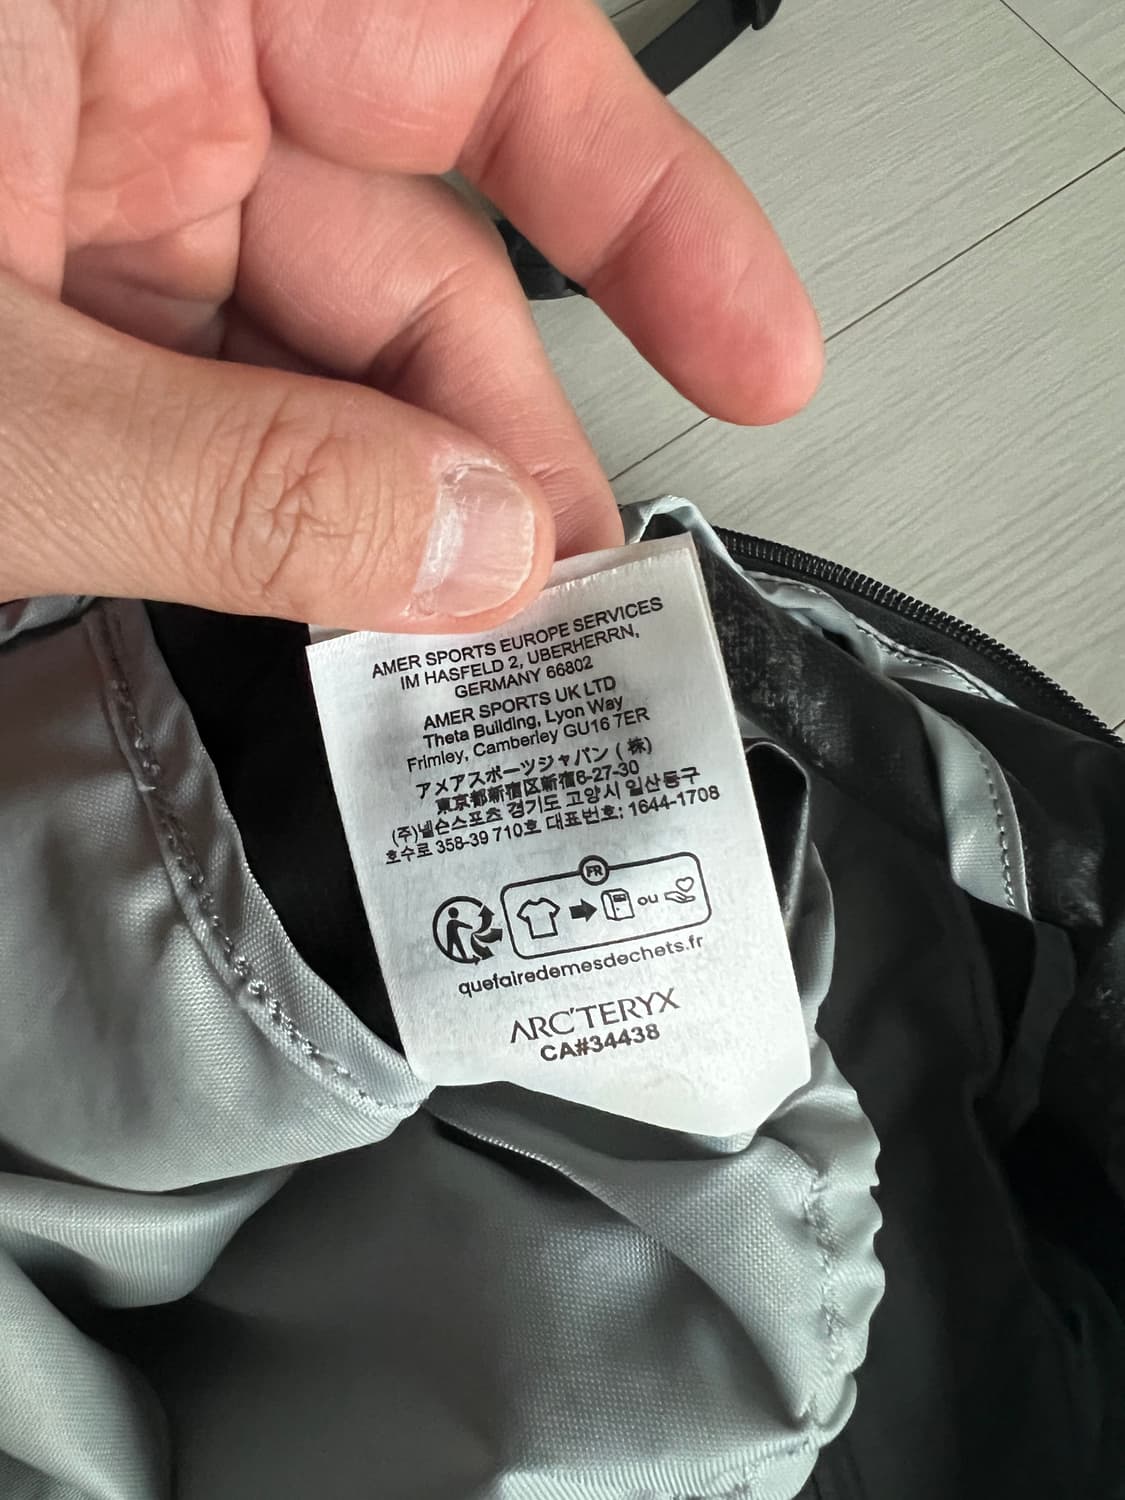 AMER SPORTS EUROPE SERVICES
IM HASFELD 2, UBERHERRN,
GERMANY 66802
AMER SPORTS UK LTD
Theta Building, Lyon Way
Frimley, Camberley GU16 7ER
アメアスポーツジャパン ( 株)
東京都新宿区新宿6-27-30
(주)넬슨스포츠 경기도 고양시 일산동구
호수로 358-39 710호 대표번호: 1644-1708
FR
ou
quefairedemesdechets.fr
ARC'TERYX
CA#34438